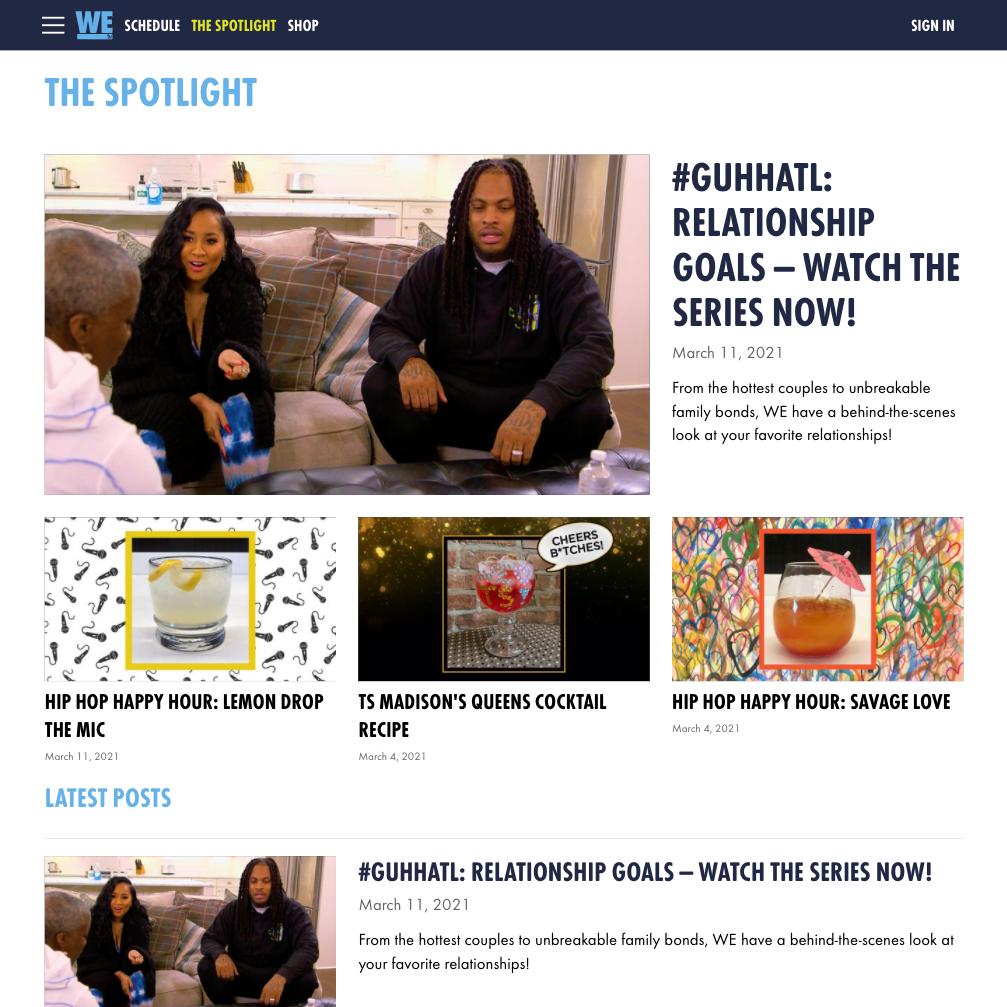 WE
SCHEDULE
THE SPOTLIGHT
SHOP
SIGN IN
THE SPOTLIGHT
#GUHHATL:
RELATIONSHIP
GOALS – WATCH THE
SERIES NOW!
March 11, 2021
From the hottest couples to unbreakable
family bonds, WE have a behind-the-scenes
look at your favorite relationships!
CHEERS
B*TCHES!
HIP HOP HAPPY HOUR: LEMON DROP
THE MIC
March 11, 2021
TS MADISON'S QUEENS COCKTAIL
RECIPE
March 4, 2021
HIP HOP HAPPY HOUR: SAVAGE LOVE
March 4, 2021
LATEST POSTS
#GUHHATL: RELATIONSHIP GOALS – WATCH THE SERIES NOW!
March 11, 2021
From the hottest couples to unbreakable family bonds, WE have a behind-the-scenes look at
your favorite relationships!